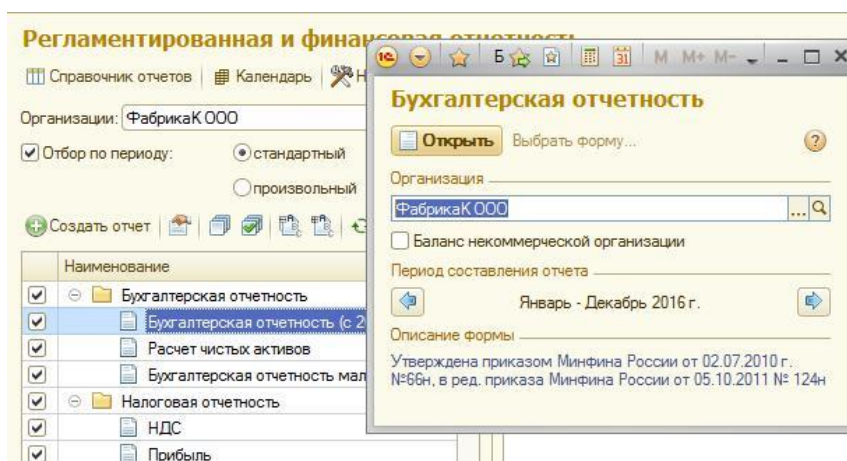 Регламентированная и финансовая отчетность
Справочник отчетов
Календарь
Н
Организации: ФабрикаК ООО
Отбор по периоду:
стандартный
произвольный
Создать отчет
Наименование
Бухгалтерская отчетность
Бухгалтерская отчетность (с 2
Расчет чистых активов
Бухгалтерская отчетность мал
Налоговая отчетность
НДС
Прибыль
1С
Б
31
M M+ M-
Бухгалтерская отчетность
Открыть
Выбрать форму...
?
Организация
ФабрикаК ООО
...
Баланс некоммерческой организации
Период составления отчета
Январь - Декабрь 2016 г.
Описание формы
Утверждена приказом Минфина России от 02.07.2010 г.
№66н, в ред. приказа Минфина России от 05.10.2011 № 124н